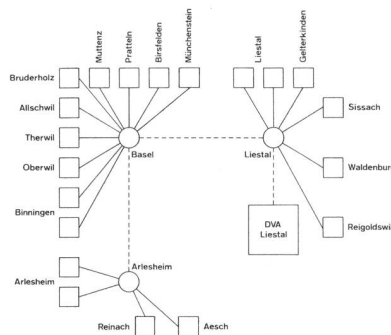 Muttenz
Pratteln
Birsfelden
Münchenstein
Liestal
Gelterkinden
Bruderholz
Allschwil
Therwil
Oberwil
Binningen
Basel
Liestal
Sissach
Waldenburg
Reigoldswil
DVA
Liestal
Arlesheim
Arlesheim
Reinach
Aesch